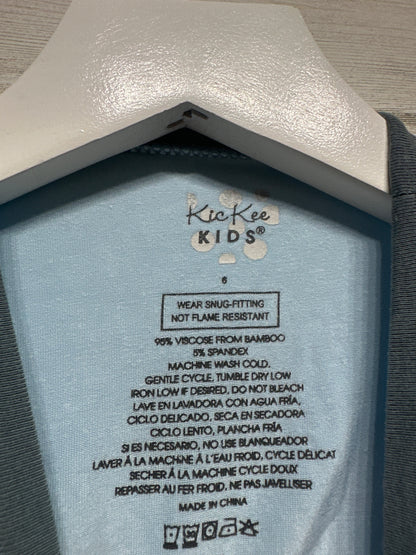 KicKee
KIDS®
6
WEAR SNUG-FITTING
NOT FLAME RESISTANT
95% VISCOSE FROM BAMBOO
5% SPANDEX
MACHINE WASH COLD,
GENTLE CYCLE, TUMBLE DRY LOW
IRON LOW IF DESIRED, DO NOT BLEACH
LAVE EN LAVADORA CON AGUA FRÍA,
CICLO DELICADO, SECA EN SECADORA
CICLO LENTO, PLANCHA FRÍA
SI ES NECESARIO, NO USE BLANQUEADOR
LAVER Á LA MACHINE Á L'EAU FROID, CYCLE DÉLICAT
SECHER Á LA MACHINE CYCLE DOUX
REPASSER AU FER FROID, NE PAS JAVELLISER
MADE IN CHINA